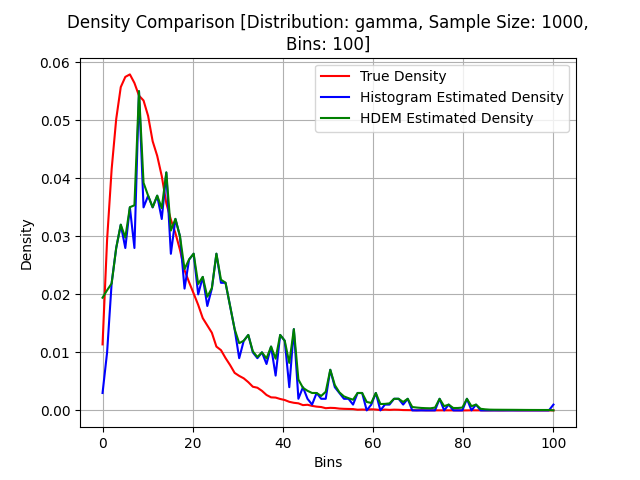 Density Comparison [Distribution: gamma, Sample Size: 1000,
Bins: 100]
True Density
Histogram Estimated Density
HDEM Estimated Density
Density
0.06
0.05
0.04
0.03
0.02
0.01
0.00
0 20 40 60 80 100
Bins